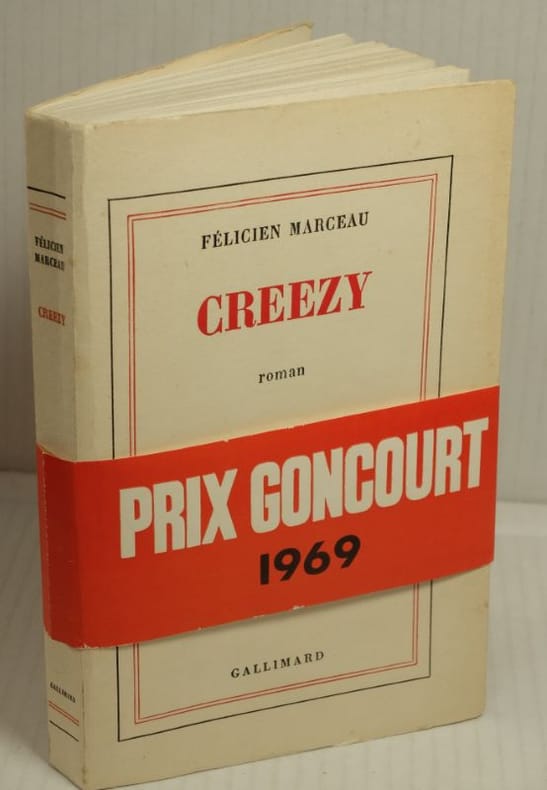 FÉLICIEN
MARCEAU
CREEZY
GALLIMARD
FÉLICIEN MARCEAU
CREEZY
roman
PRIX GONCOURT
1969
GALLIMARD